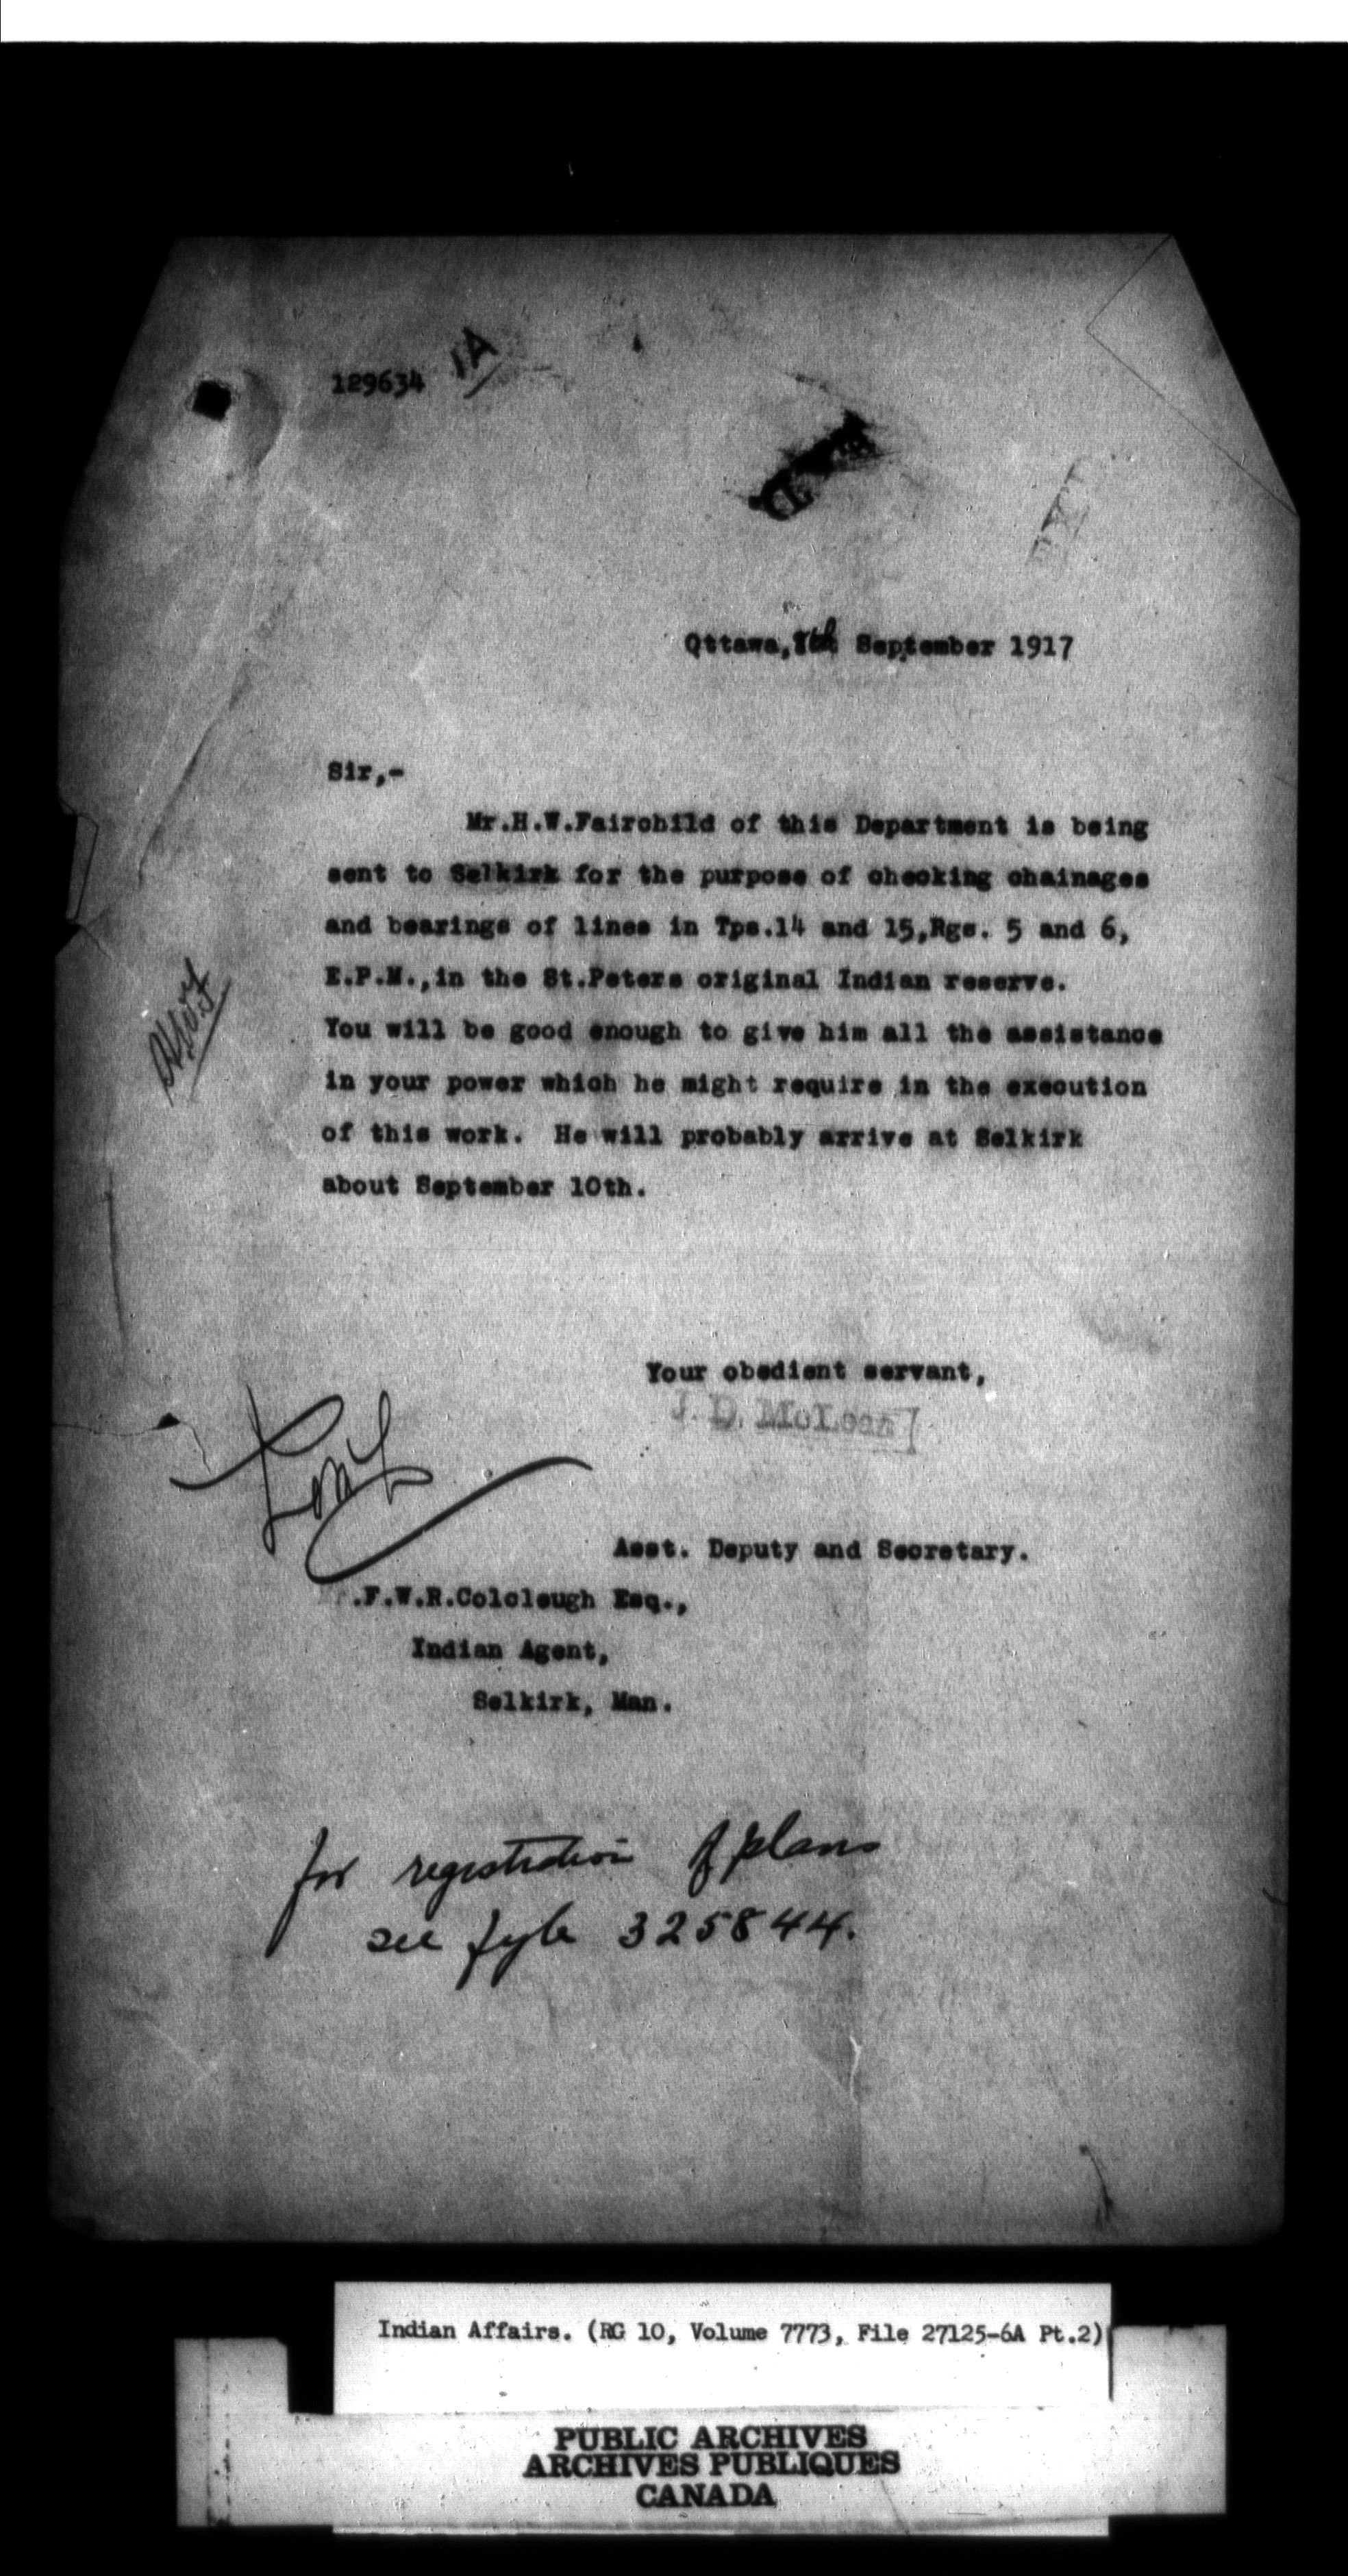 129634 1A
Ottawa, 8th September 1917
Sir,-
Mr.H.W.Fairchild of this Department is being
sent to Selkirk for the purpose of checking chainages
and bearings of lines in Tps.14 and 15,Rgs. 5 and 6,
E.P.M.,in the St.Peters original Indian reserve.
You will be good enough to give him all the assistance
in your power which he might require in the execution
of this work. He will probably arrive at Selkirk
about September 10th.
Your obedient servant,
J. D. McLean
Asst. Deputy and Secretary.
F.W.R.Colcleugh Esq.,
Indian Agent,
Selkirk, Man.
for registration of plans
see fyle 325844.
Indian Affairs. (RG 10, Volume 7773, File 27125-6A Pt.2)
PUBLIC ARCHIVES
ARCHIVES PUBLIQUES
CANADA